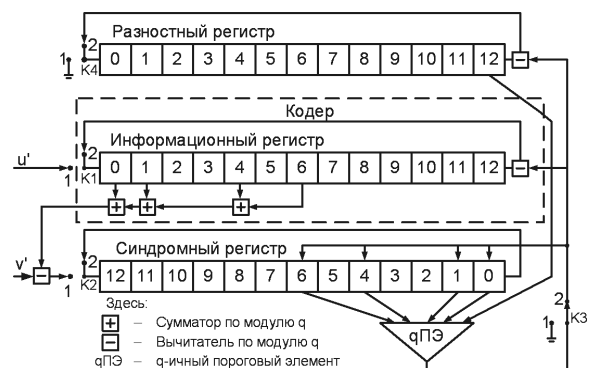 Разностный регистр
2
1
К4
0 1 2 3 4 5 6 7 8 9 10 11 12
−
Кодер
Информационный регистр
u'
2
1
К1
0 1 2 3 4 5 6 7 8 9 10 11 12
−
+ + +
Синдромный регистр
v'
−
2
1
К2
12 11 10 9 8 7 6 5 4 3 2 1 0
Здесь:
+ – Сумматор по модулю q
− – Вычитатель по модулю q
qПЭ – q-ичный пороговый элемент
qПЭ
2
1
К3